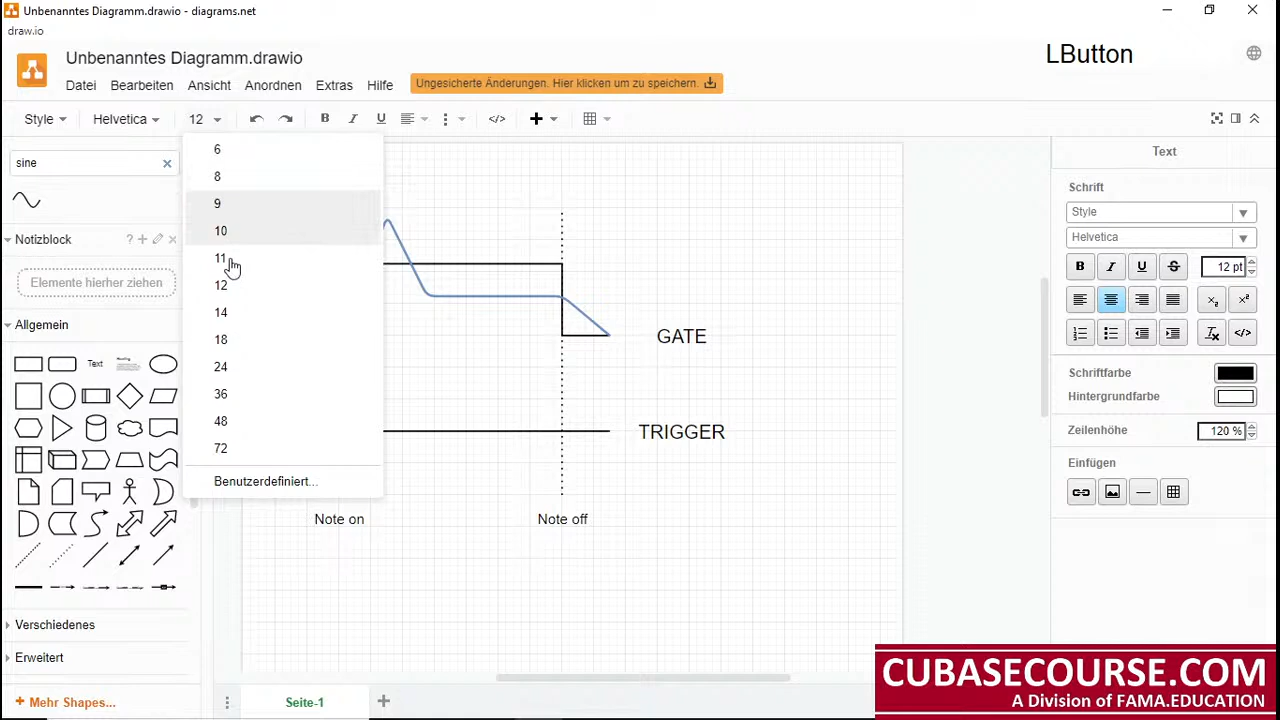 Unbenanntes Diagramm.drawio - diagrams.net
draw.io
Unbenanntes Diagramm.drawio
LButton
Datei Bearbeiten Ansicht Anordnen Extras Hilfe
Ungesicherte Änderungen. Hier klicken um zu speichern.
Style Helvetica 12 B I U </>
sine
Notizblock ?
Elemente hierher ziehen
Allgemein
Text
Verschiedenes
Erweitert
Mehr Shapes...
6
8
9
10
11
12
14
18
24
36
48
72
Benutzerdefiniert...
GATE
TRIGGER
Note on Note off
Seite-1
Text
Schrift
Style
Helvetica
B I U S 12 pt
Schriftfarbe
Hintergrundfarbe
Zeilenhöhe 120 %
Einfügen
CUBASECOURSE.COM
A Division of FAMA.EDUCATION